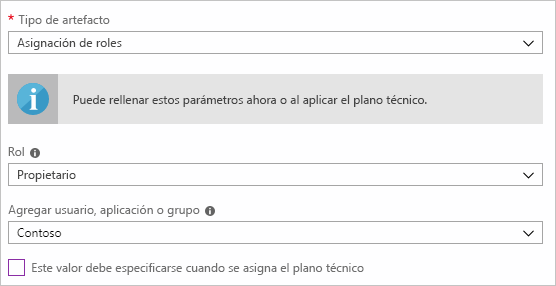 * Tipo de artefacto
Asignación de roles
Puede rellenar estos parámetros ahora o al aplicar el plano técnico.
Rol
Propietario
Agregar usuario, aplicación o grupo
Contoso
Este valor debe especificarse cuando se asigna el plano técnico